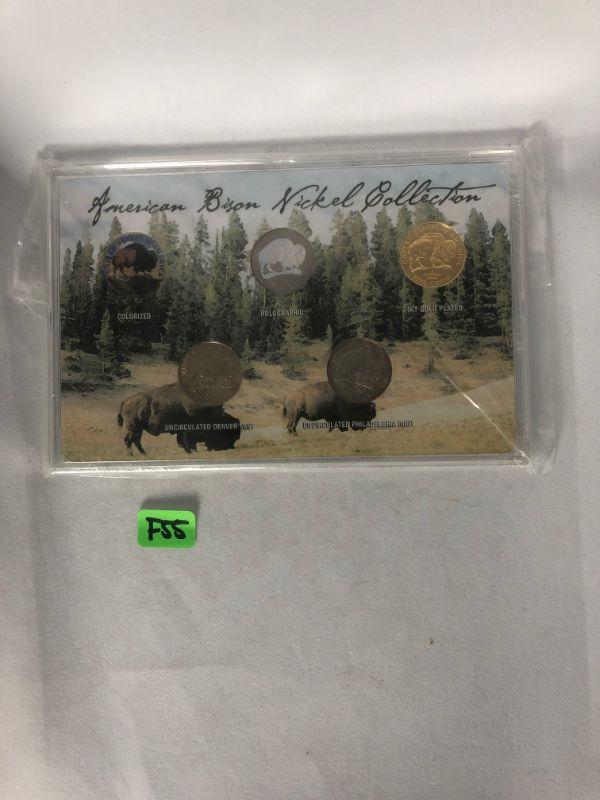 American Bison Nickel Collection
COLORIZED
HOLOGRAPHIC
24KT GOLD PLATED
UNCIRCULATED DENVER MINT
UNCIRCULATED PHILADELPHIA MINT
F55